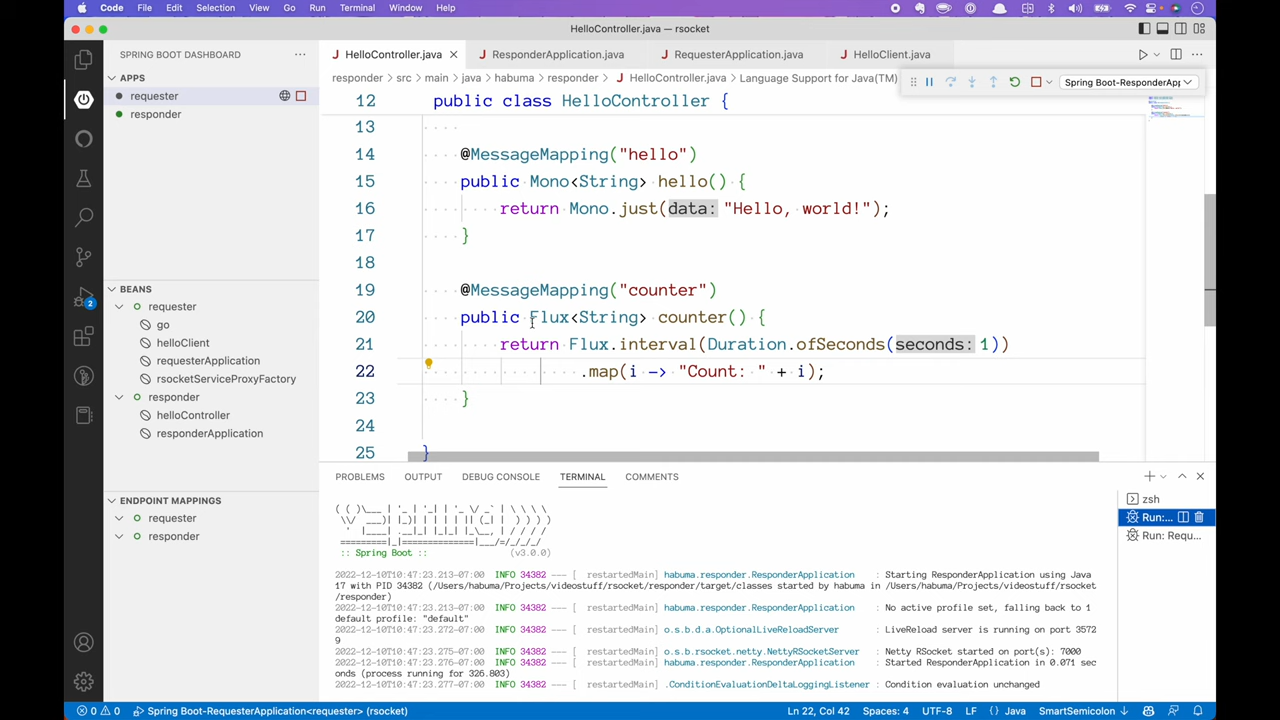 Code File Edit Selection View Go Run Terminal Window Help
HelloController.java — rsocket
SPRING BOOT DASHBOARD
APPS
requester
responder
BEANS
requester
go
helloClient
requesterApplication
rsocketServiceProxyFactory
responder
helloController
responderApplication
ENDPOINT MAPPINGS
requester
responder
2
HelloController.java ResponderApplication.java RequesterApplication.java HelloClient.java
responder > src > main > java > habuma > responder > HelloController.java > Language Support for Java(TM)
Spring Boot-ResponderApp
12 public class HelloController {
13
14 @MessageMapping("hello")
15 public Mono<String> hello() {
16 return Mono.just(data: "Hello, world!");
17 }
18
19 @MessageMapping("counter")
20 public Flux<String> counter() {
21 return Flux.interval(Duration.ofSeconds(seconds: 1))
22 .map(i -> "Count: " + i);
23 }
24
25 }
PROBLEMS OUTPUT DEBUG CONSOLE TERMINAL COMMENTS
zsh
Run:...
Run: Requ...
:: Spring Boot :: (v3.0.0)
2022-12-10T10:47:23.213-07:00 INFO 34382 --- [ restartedMain] habuma.responder.ResponderApplication : Starting ResponderApplication using Java
17 with PID 34382 (/Users/habuma/Projects/videostuff/rsocket/responder/target/classes started by habuma in /Users/habuma/Projects/videostuff/rsocket
/responder)
2022-12-10T10:47:23.213-07:00 INFO 34382 --- [ restartedMain] habuma.responder.ResponderApplication : No active profile set, falling back to 1
default profile: "default"
2022-12-10T10:47:23.272-07:00 INFO 34382 --- [ restartedMain] o.s.b.d.a.OptionalLiveReloadServer : LiveReload server is running on port 3572
9
2022-12-10T10:47:23.275-07:00 INFO 34382 --- [ restartedMain] o.s.b.rsocket.netty.NettyRSocketServer : Netty RSocket started on port(s): 7000
2022-12-10T10:47:23.276-07:00 INFO 34382 --- [ restartedMain] habuma.responder.ResponderApplication : Started ResponderApplication in 0.071 sec
onds (process running for 326.803)
2022-12-10T10:47:23.277-07:00 INFO 34382 --- [ restartedMain] .ConditionEvaluationDeltaLoggingListener : Condition evaluation unchanged
0 0 Spring Boot-RequesterApplication<requester> (rsocket) Ln 22, Col 42 Spaces: 4 UTF-8 LF {} Java SmartSemicolon